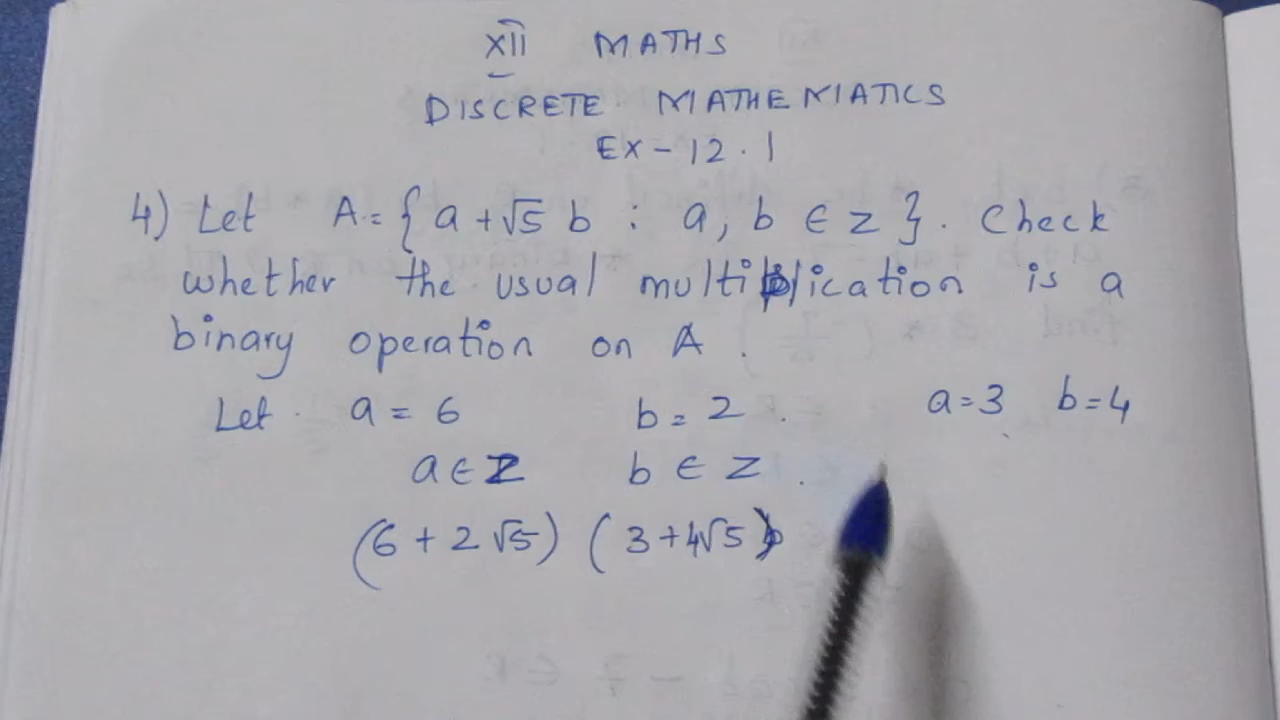 XII MATHS
DISCRETE MATHEMATICS
EX - 12.1
4) Let A = { a + √5 b : a, b ∈ z }. Check
whether the usual multiplication is a
binary operation on A.
Let a = 6 b = 2. a = 3 b = 4
a ∈ Z b ∈ Z.
(6 + 2√5) (3 + 4√5)